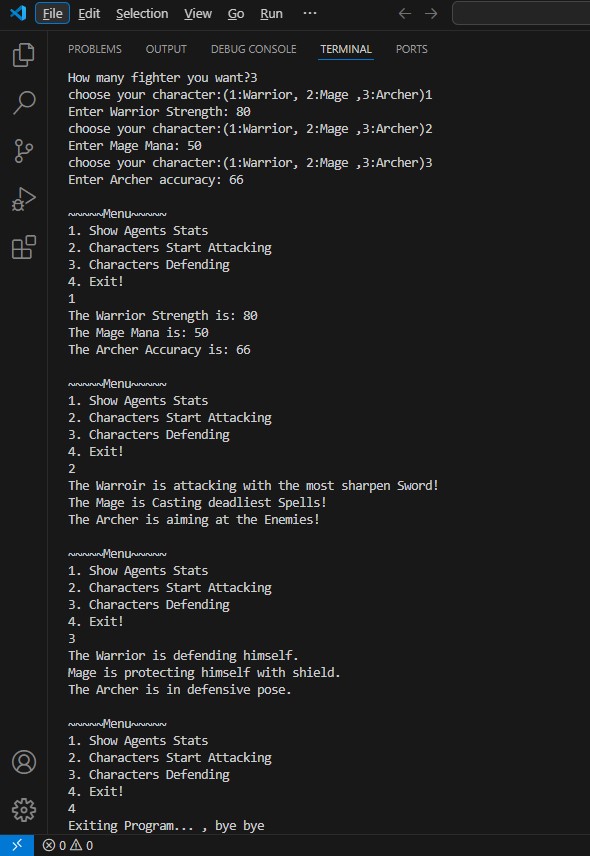 File Edit Selection View Go Run ...
PROBLEMS OUTPUT DEBUG CONSOLE TERMINAL PORTS
How many fighter you want?3
choose your character:(1:Warrior, 2:Mage ,3:Archer)1
Enter Warrior Strength: 80
choose your character:(1:Warrior, 2:Mage ,3:Archer)2
Enter Mage Mana: 50
choose your character:(1:Warrior, 2:Mage ,3:Archer)3
Enter Archer accuracy: 66
~~~~~Menu~~~~~
1. Show Agents Stats
2. Characters Start Attacking
3. Characters Defending
4. Exit!
1
The Warrior Strength is: 80
The Mage Mana is: 50
The Archer Accuracy is: 66
~~~~~Menu~~~~~
1. Show Agents Stats
2. Characters Start Attacking
3. Characters Defending
4. Exit!
2
The Warroir is attacking with the most sharpen Sword!
The Mage is Casting deadliest Spells!
The Archer is aiming at the Enemies!
~~~~~Menu~~~~~
1. Show Agents Stats
2. Characters Start Attacking
3. Characters Defending
4. Exit!
3
The Warrior is defending himself.
Mage is protecting himself with shield.
The Archer is in defensive pose.
~~~~~Menu~~~~~
1. Show Agents Stats
2. Characters Start Attacking
3. Characters Defending
4. Exit!
4
Exiting Program... , bye bye
0 0